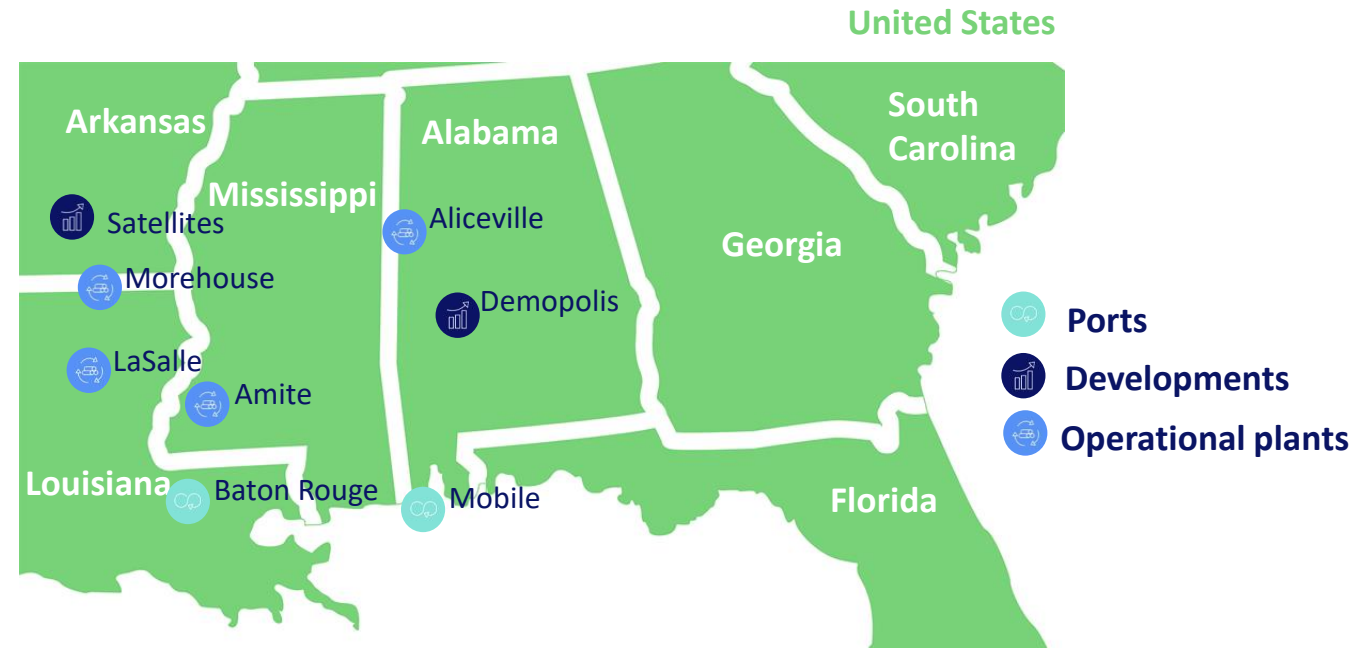 United States
Arkansas
South
Carolina
Alabama
Mississippi
Satellites
Aliceville
Georgia
Morehouse
Demopolis
LaSalle
Amite
Louisiana
Baton Rouge
Mobile
Florida
Ports
Developments
Operational plants